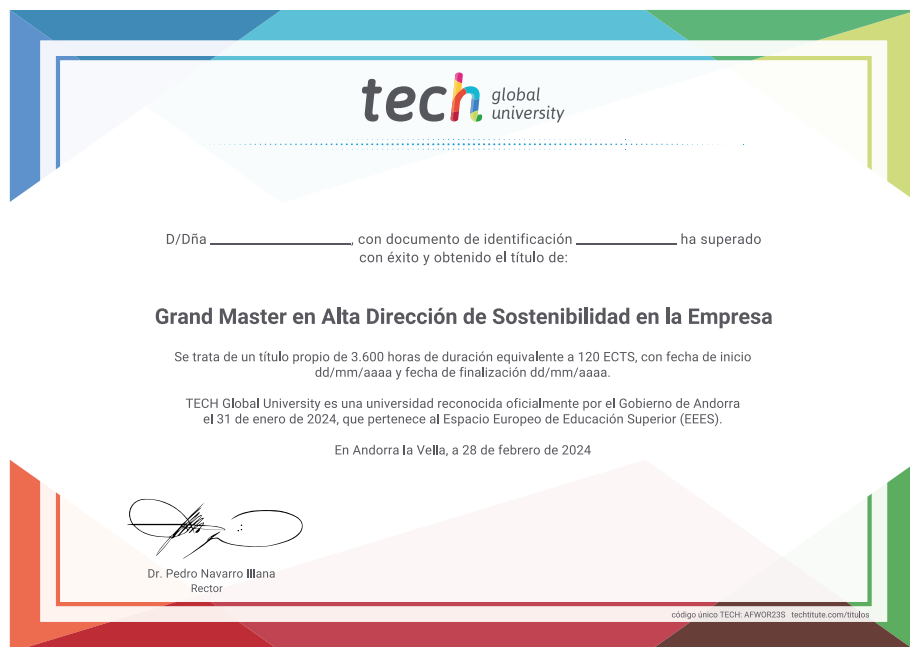 tech global
university
D/Dña ______________, con documento de identificación __________ ha superado
con éxito y obtenido el título de:
Grand Master en Alta Dirección de Sostenibilidad en la Empresa
Se trata de un título propio de 3.600 horas de duración equivalente a 120 ECTS, con fecha de inicio
dd/mm/aaaa y fecha de finalización dd/mm/aaaa.
TECH Global University es una universidad reconocida oficialmente por el Gobierno de Andorra
el 31 de enero de 2024, que pertenece al Espacio Europeo de Educación Superior (EEES).
En Andorra la Vella, a 28 de febrero de 2024
Dr. Pedro Navarro Illana
Rector
código único TECH: AFWOR23S techtitute.com/titulos